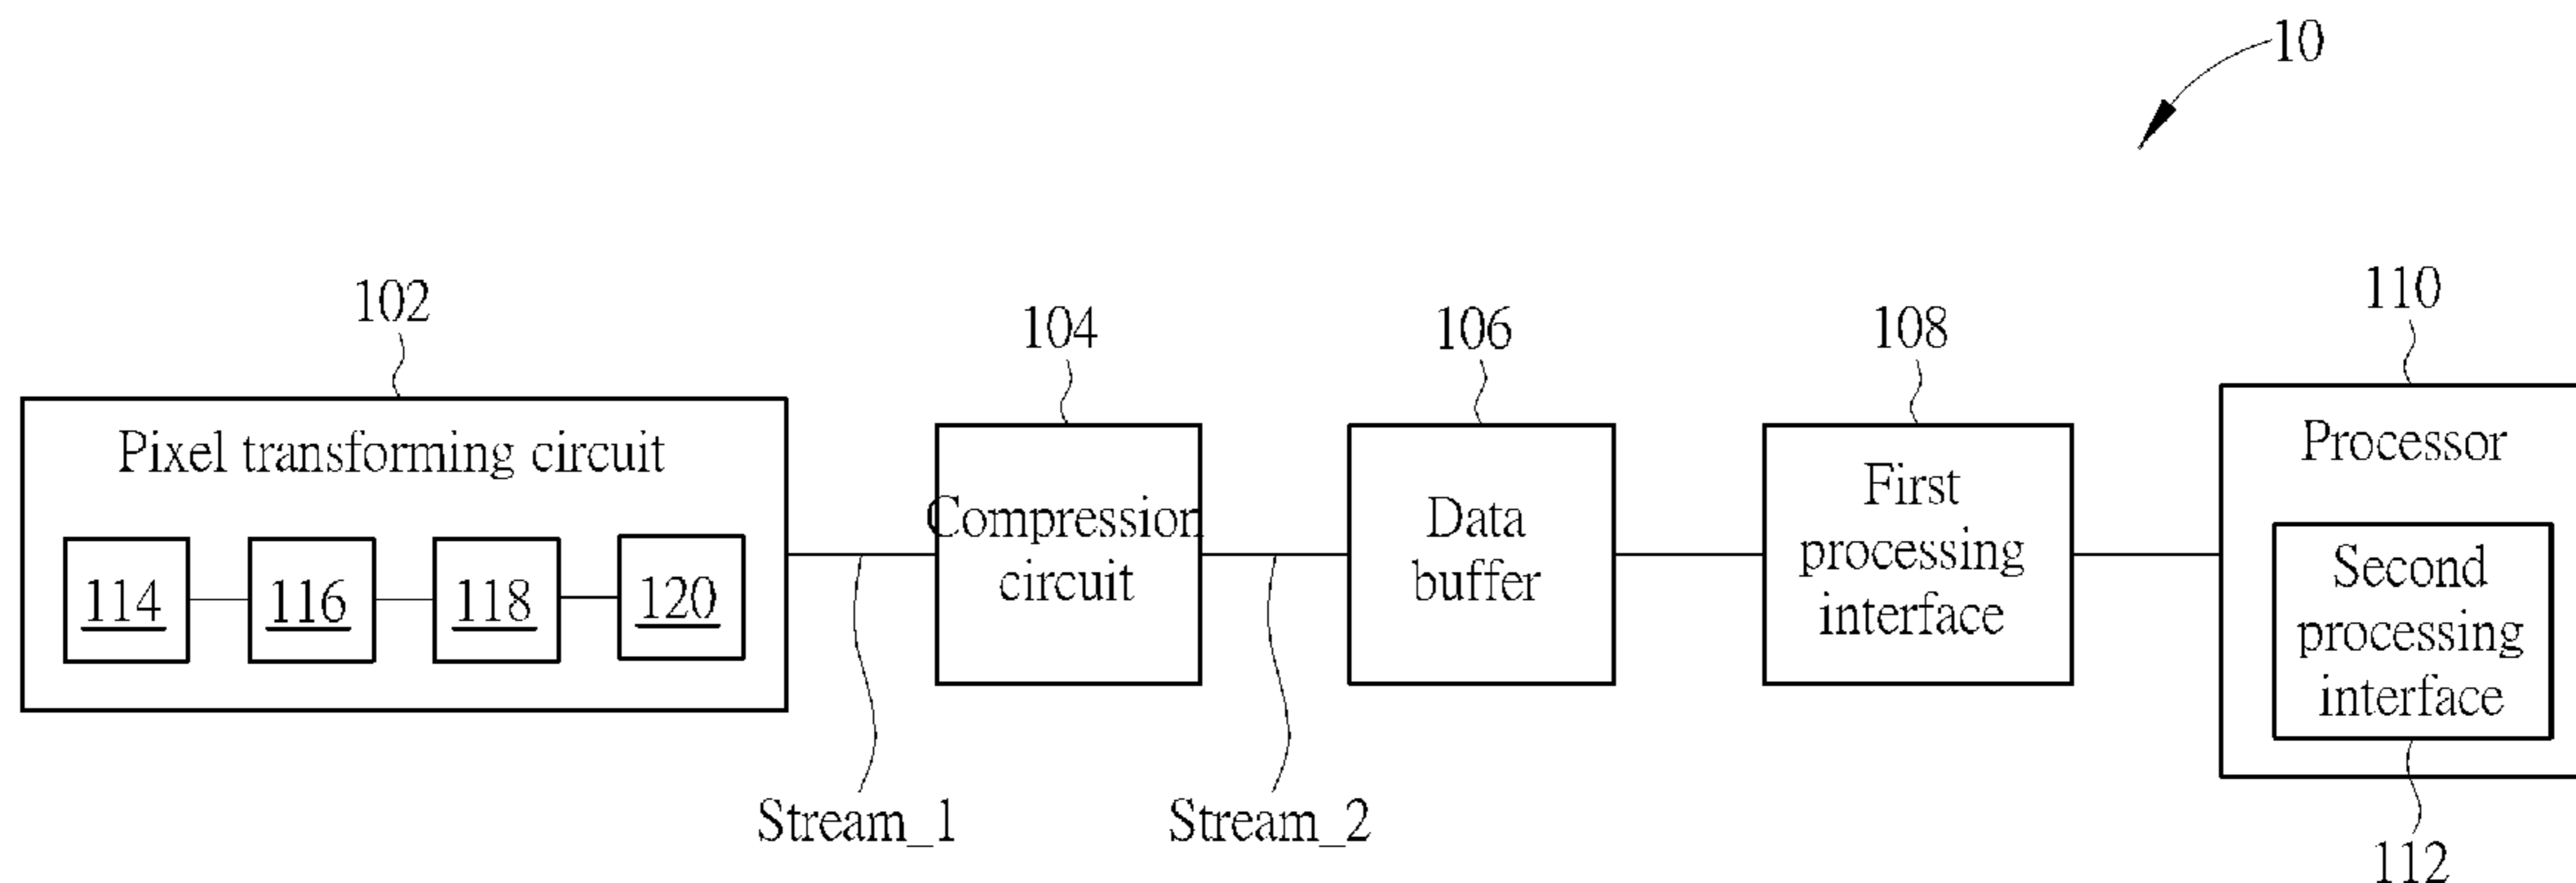 10
102
104
106
108
110
Pixel transforming circuit
114
116
118
120
Compression
circuit
Data
buffer
First
processing
interface
Processor
Second
processing
interface
Stream_1
Stream_2
112